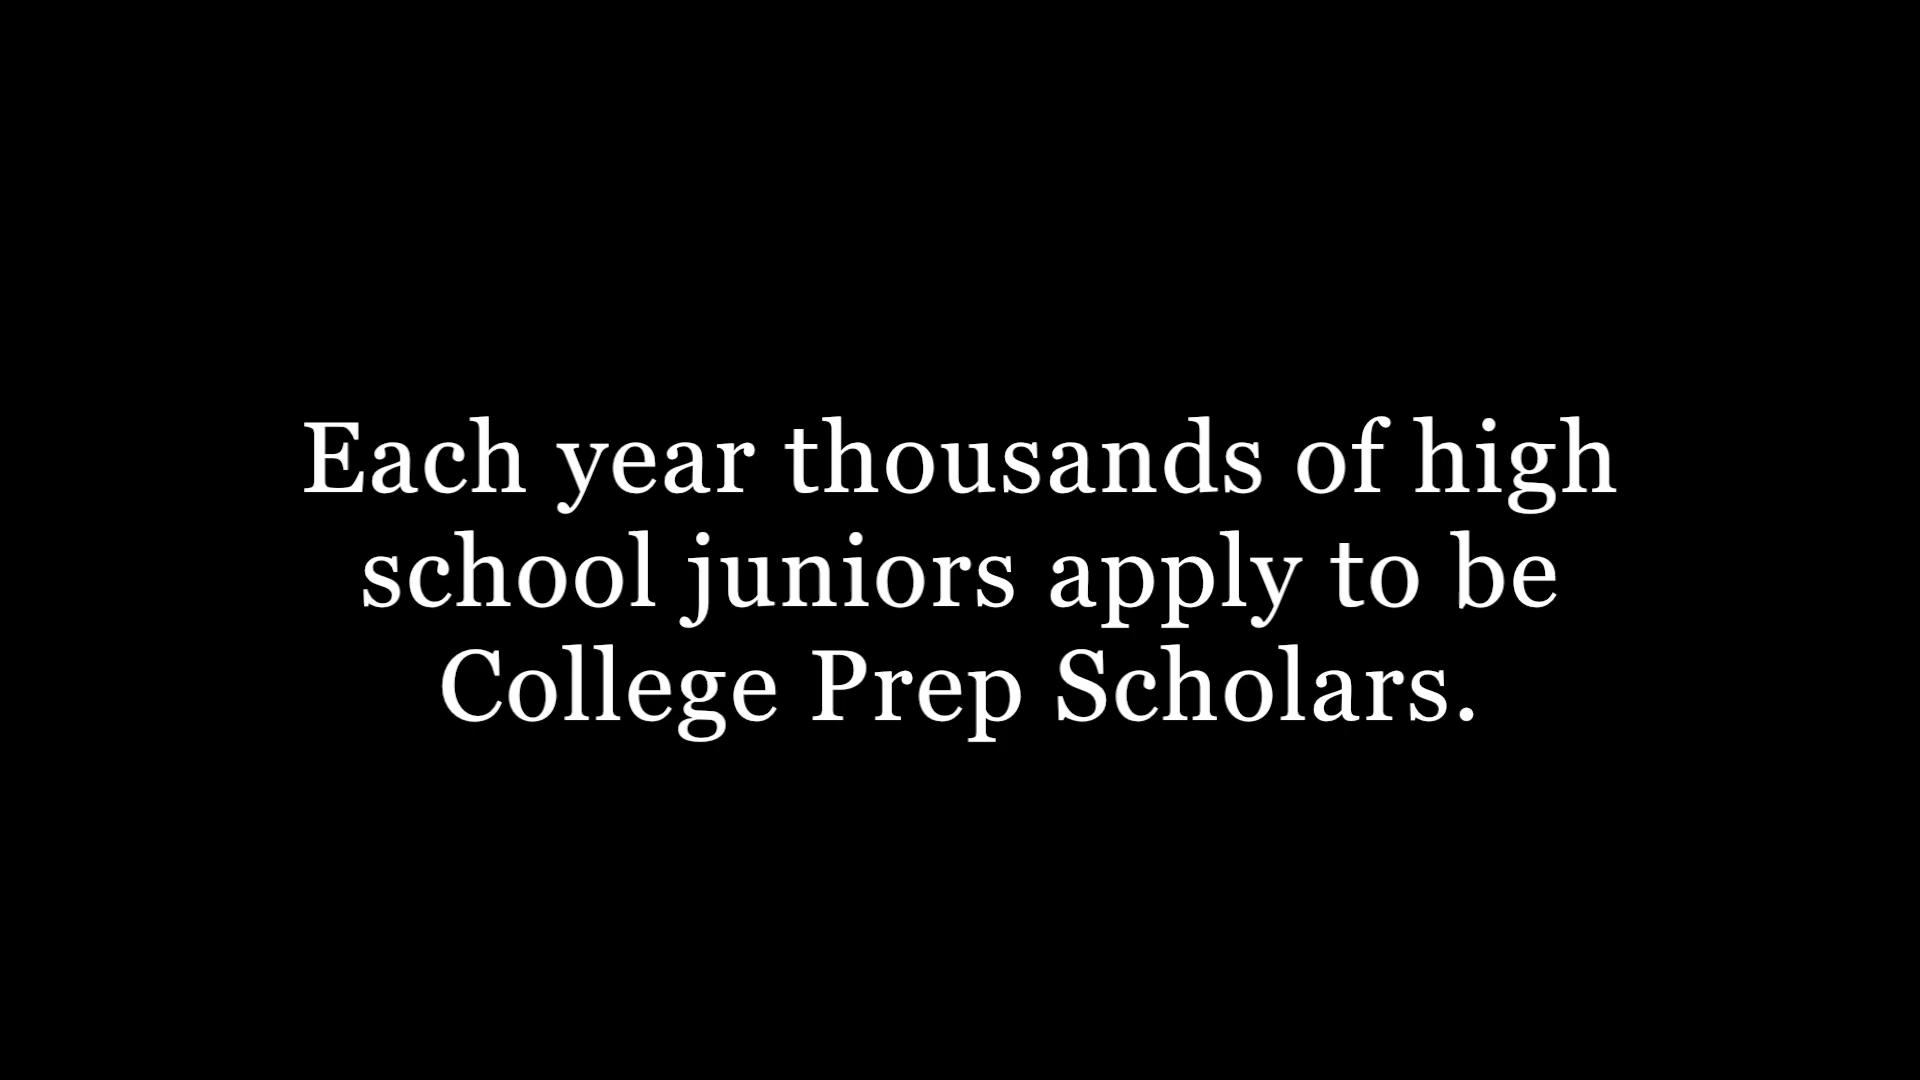 Each year thousands of high
school juniors apply to be
College Prep Scholars.